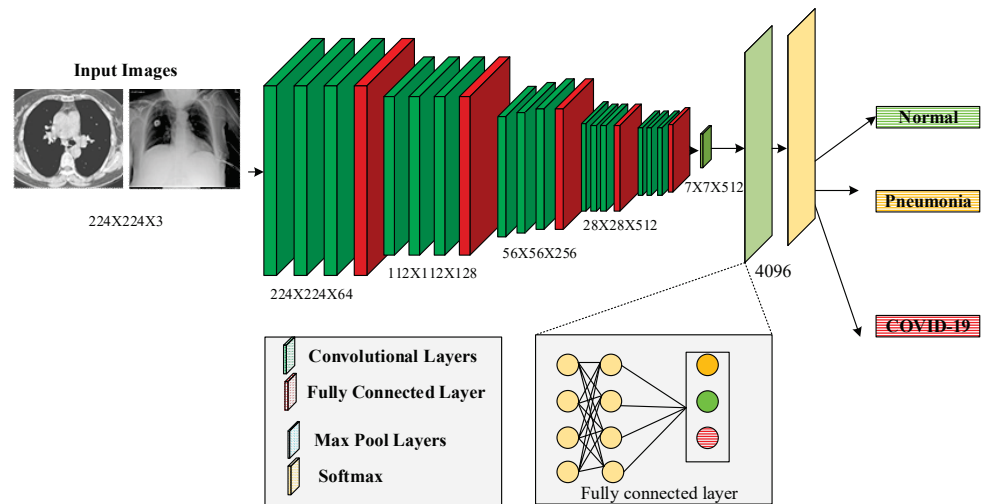 Input Images
224X224X3
224X224X64
112X112X128
56X56X256
28X28X512
7X7X512
4096
Normal
Pneumonia
COVID-19
Convolutional Layers
Fully Connected Layer
Max Pool Layers
Softmax
Fully connected layer